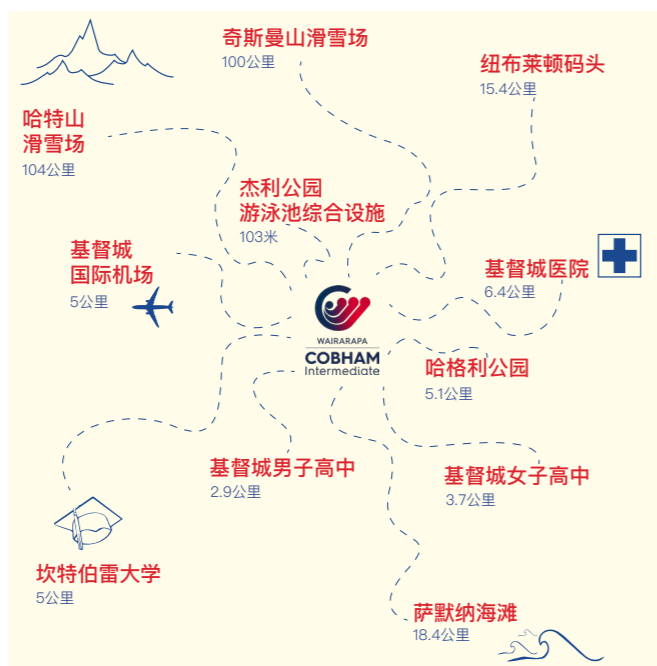 奇斯曼山滑雪场
100公里
纽布莱顿码头
15.4公里
哈特山
滑雪场
104公里
杰利公园
游泳池综合设施
103米
基督城
国际机场
5公里
基督城医院
6.4公里
WAIRARAPA
COBHAM
Intermediate
哈格利公园
5.1公里
基督城男子高中
2.9公里
基督城女子高中
3.7公里
坎特伯雷大学
5公里
萨默纳海滩
18.4公里